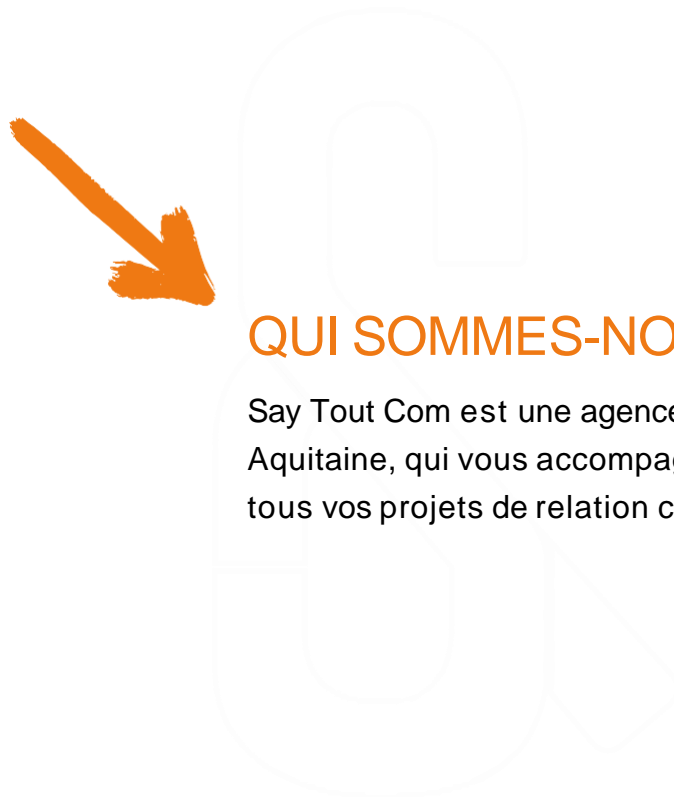 QUI SOMMES-NO
Say Tout Com est une agence
Aquitaine, qui vous accompag
tous vos projets de relation c